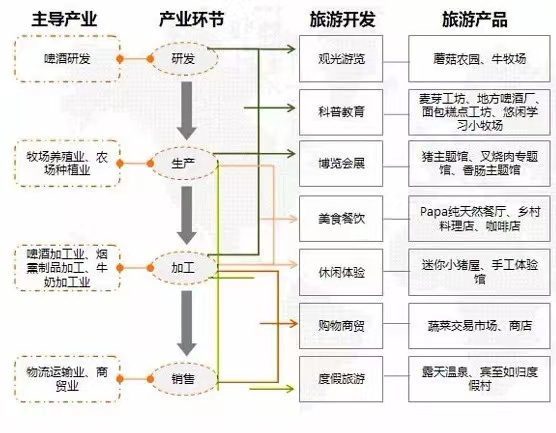 主导产业 产业环节 旅游开发 旅游产品
啤酒研发 研发 观光游览 蘑菇农园、牛牧场
科普教育 麦芽工坊、地方啤酒厂、
面包糕点工坊、悠闲学
习小牧场
牧场养殖业、农
场种植业
生产 博览会展 猪主题馆、叉烧肉专题
馆、香肠主题馆
美食餐饮 Papa纯天然餐厅、乡村
料理店、咖啡店
啤酒加工业、烟
熏制品加工、牛
奶加工业
加工 休闲体验 迷你小猪屋、手工体验
馆
购物商贸 蔬菜交易市场、商店
物流运输业、商
贸业
销售 度假旅游 露天温泉、宾至如归度
假村